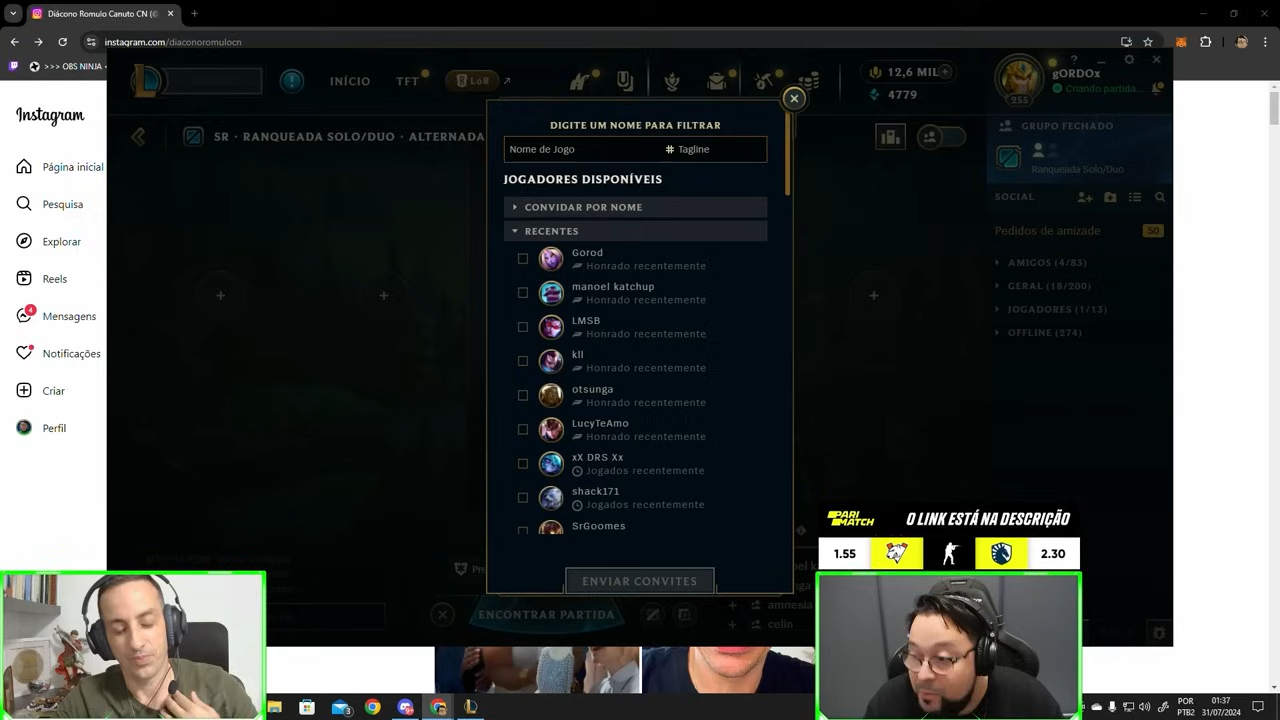 Diácono Romulo Canuto CN (
instagram.com/diaconoromulocn
>>> OBS NINJA
Instagram
Página inicial
Pesquisa
Explorar
Reels
4
Mensagens
Notificações
Criar
Perfil
INÍCIO
TFT
LoR
12,6 MIL
4779
255
gORDOx
Criando partida...
SR · RANQUEADA SOLO/DUO · ALTERNADA
DIGITE UM NOME PARA FILTRAR
Nome de Jogo
# Tagline
JOGADORES DISPONÍVEIS
CONVIDAR POR NOME
RECENTES
Gorod
Honrado recentemente
manoel katchup
Honrado recentemente
LMSB
Honrado recentemente
kll
Honrado recentemente
otsunga
Honrado recentemente
LucyTeAmo
Honrado recentemente
xX DRS Xx
Jogados recentemente
shack171
Jogados recentemente
SrGoomes
ENVIAR CONVITES
ENCONTRAR PARTIDA
GRUPO FECHADO
Ranqueada Solo/Duo
SOCIAL
Pedidos de amizade
50
AMIGOS (4/83)
GERAL (18/200)
JOGADORES (1/13)
OFFLINE (274)
PARI MATCH
O LINK ESTÁ NA DESCRIÇÃO
1.55
2.30
amnesia
celin
3
POR
PTB2
01:37
31/07/2024